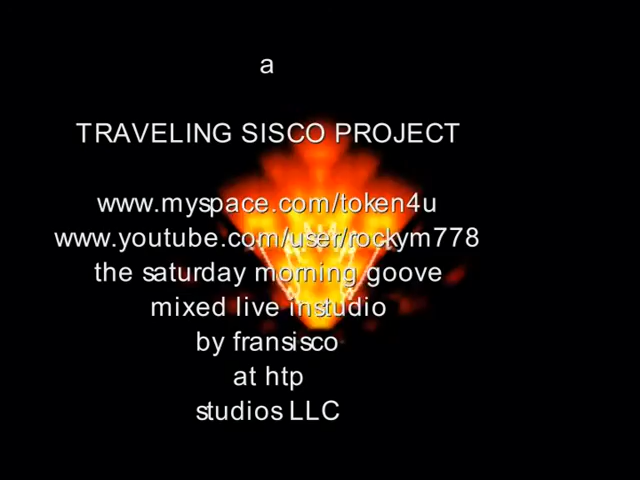 a
TRAVELING SISCO PROJECT
www.myspace.com/token4u
www.youtube.com/user/rockym778
the saturday morning goove
mixed live instudio
by fransisco
at htp
studios LLC